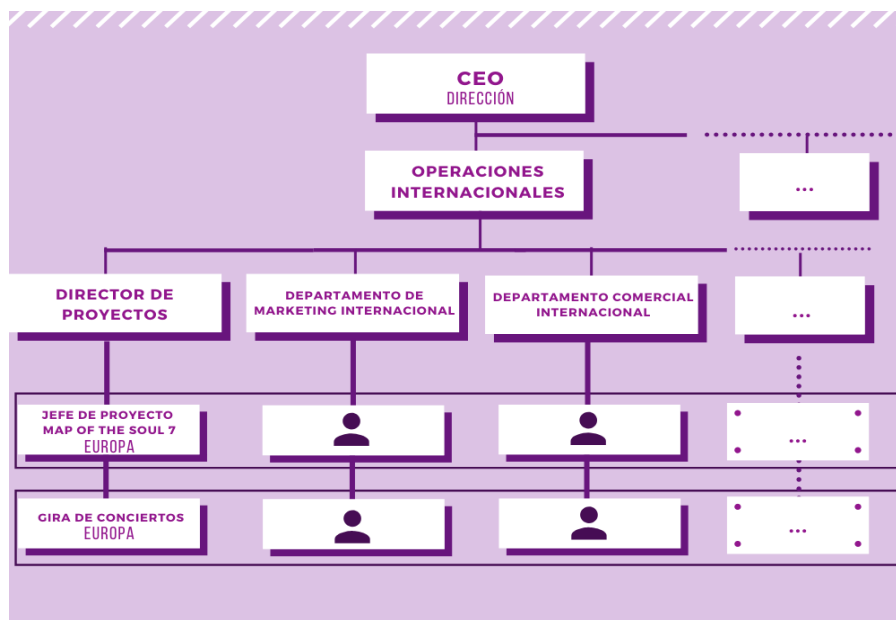 CEO
DIRECCIÓN
OPERACIONES
INTERNACIONALES
...
DIRECTOR DE
PROYECTOS
DEPARTAMENTO DE
MARKETING INTERNACIONAL
DEPARTAMENTO COMERCIAL
INTERNACIONAL
...
JEFE DE PROYECTO
MAP OF THE SOUL 7
EUROPA
...
GIRA DE CONCIERTOS
EUROPA
...